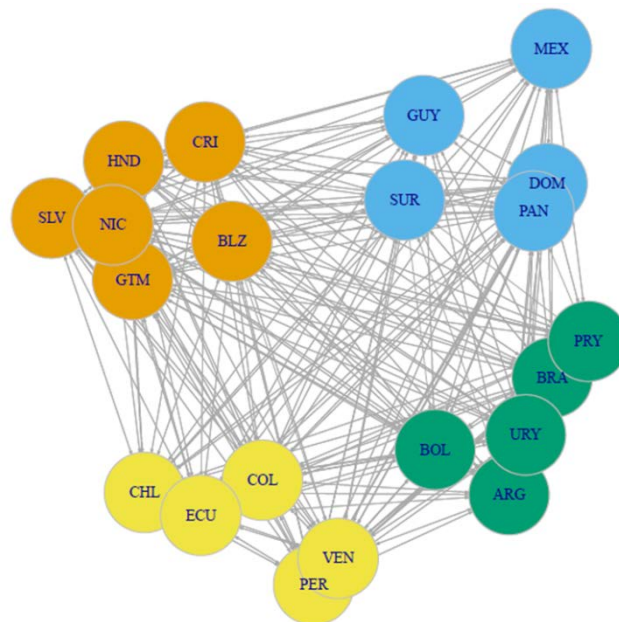 MEX
GUY
CRI
HND
DOM
SUR
PAN
SLV
NIC
BLZ
GTM
PRY
BRA
URY
BOL
COL
CHL
ARG
ECU
VEN
PER